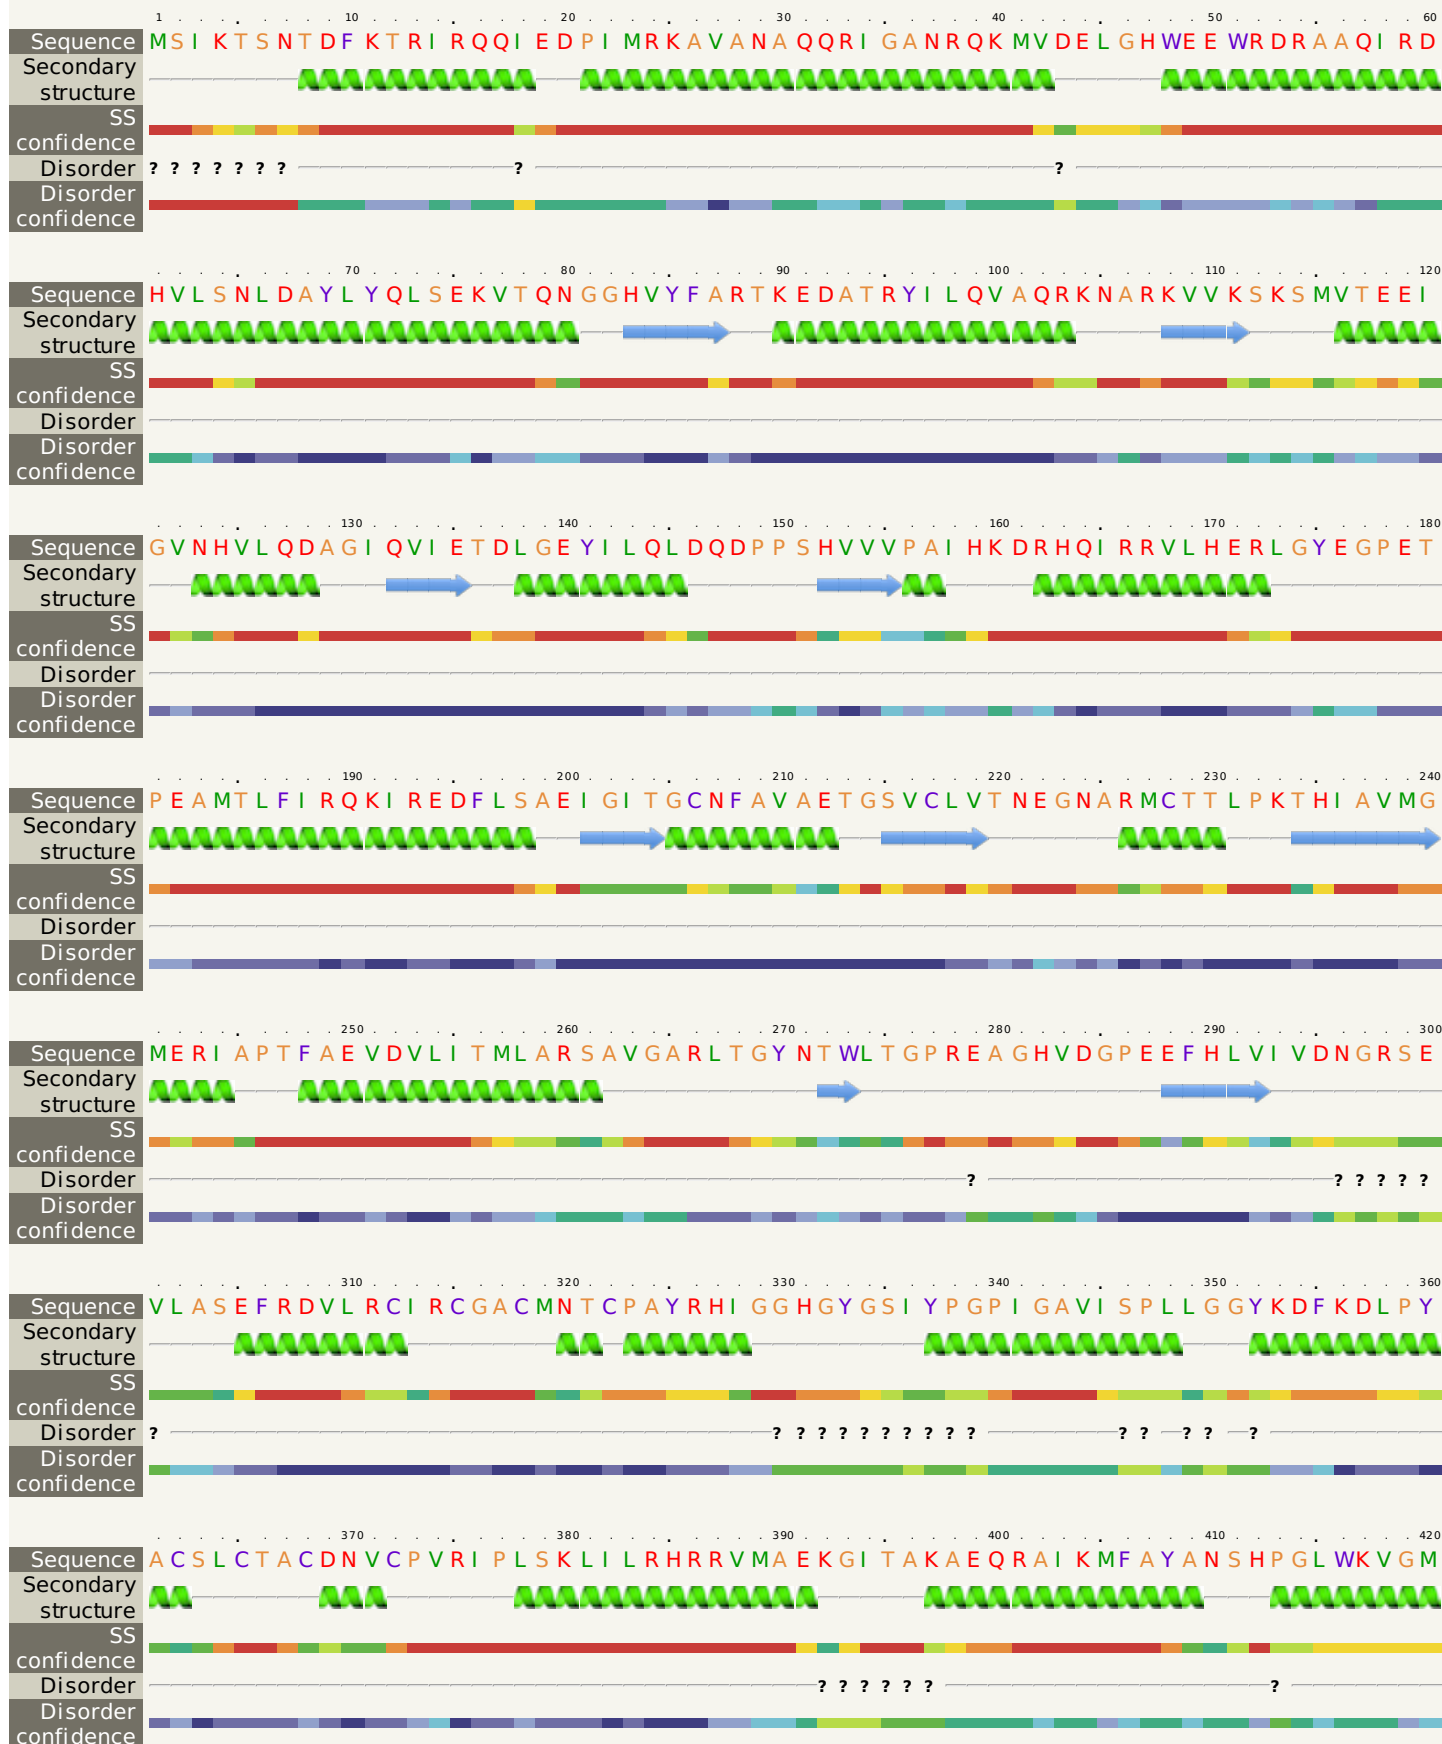 1 10 20 30 40 50 60
Sequence MSIKTSNTDFKTRIRQQIEDPIMRKAVANAQQRIGANRQKMVDELGHWEEWRDRAAQIRD
Secondary
structure
SS
confidence
Disorder ? ? ? ? ? ? ? ? ?
Disorder
confidence
70 80 90 100 110 120
Sequence HVLSNLDAYLYQLSEKVTQNGGHVYFARTKEDATRYILQVAQRKNARKVVKSKSMVTEEI
Secondary
structure
SS
confidence
Disorder
Disorder
confidence
130 140 150 160 170 180
Sequence GVNHVLQDAGIQVIETDLGEYILQLDQDPPSHVVVPAIHKDRHQIRRVLHERLGYEGPET
Secondary
structure
SS
confidence
Disorder
Disorder
confidence
190 200 210 220 230 240
Sequence PEAMTLFIRQKIREDFLSAEIGITGCNFAVAETGSVCLVTNEGNARMCTTLPKTHIAVMG
Secondary
structure
SS
confidence
Disorder
Disorder
confidence
250 260 270 280 290 300
Sequence MERIAPTFAEVDVLITMLARSAVGARLTGYNTWLTGPREAGHVDGPEEFHLVIVDNGRSE
Secondary
structure
SS
confidence
Disorder ? ? ? ? ? ?
Disorder
confidence
310 320 330 340 350 360
Sequence VLASEFRDVLRCIRCGACMNTCPAYRHIGGHGYGSIYPGPIGAVISPLLGGYKDFKDLPY
Secondary
structure
SS
confidence
Disorder ? ? ? ? ? ? ? ? ? ? ? ? ? ? ? ?
Disorder
confidence
370 380 390 400 410 420
Sequence ACSLCTACDNVCPVRIPLSKLILRHRRVMAEKGITAKAEQRAIKMFAYANSHPGLWKVGM
Secondary
structure
SS
confidence
Disorder ? ? ? ? ? ? ?
Disorder
confidence